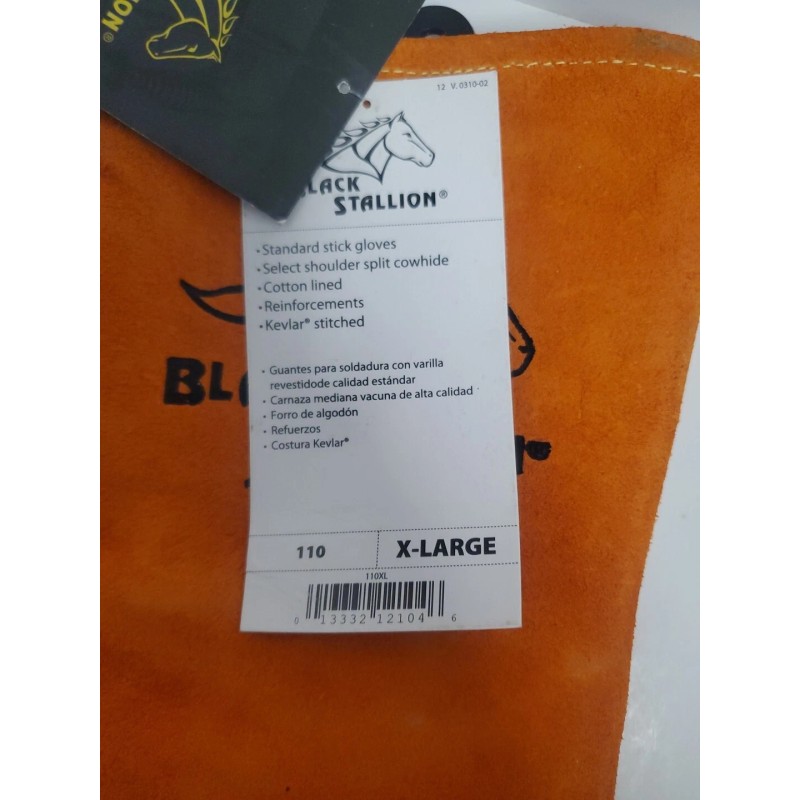 12 V. 0310-02
LACK
STALLION®
• Standard stick gloves
• Select shoulder split cowhide
• Cotton lined
• Reinforcements
• Kevlar® stitched
• Guantes para soldadura con varilla
revestidode calidad estándar
• Carnaza mediana vacuna de alta calidad
• Forro de algodón
• Refuerzos
• Costura Kevlar®
110 X-LARGE
110XL
0 13332 12104 6
BL